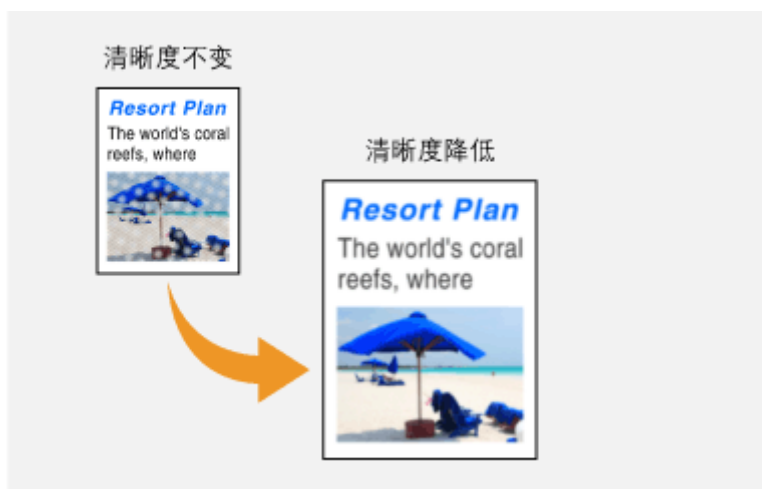 清晰度不变
Resort Plan
The world's coral
reefs, where
清晰度降低
Resort Plan
The world's coral
reefs, where